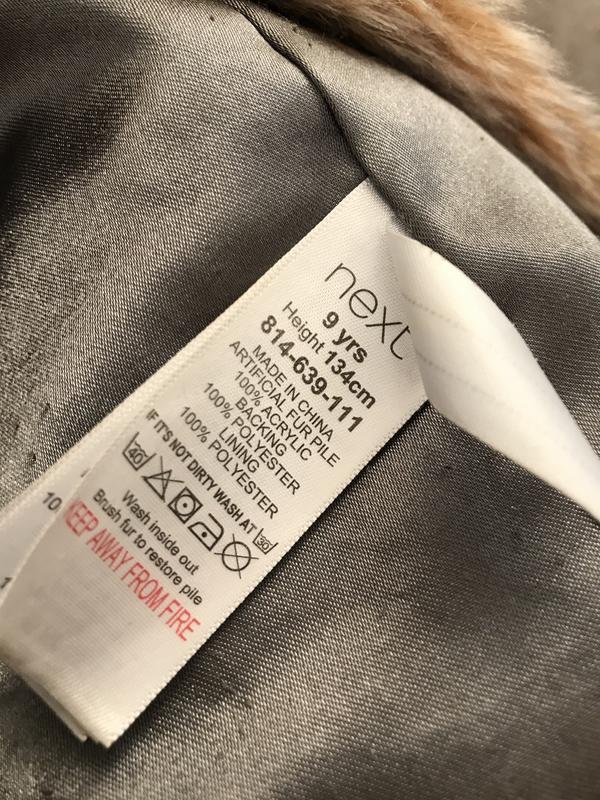 next
9 yrs
Height 134cm
814-639-111
MADE IN CHINA
ARTIFICIAL FUR PILE
100% ACRYLIC
BACKING
100% POLYESTER
LINING
100% POLYESTER
IF IT'S NOT DIRTY WASH AT 30
40
Wash inside out
Brush fur to restore pile
KEEP AWAY FROM FIRE
10